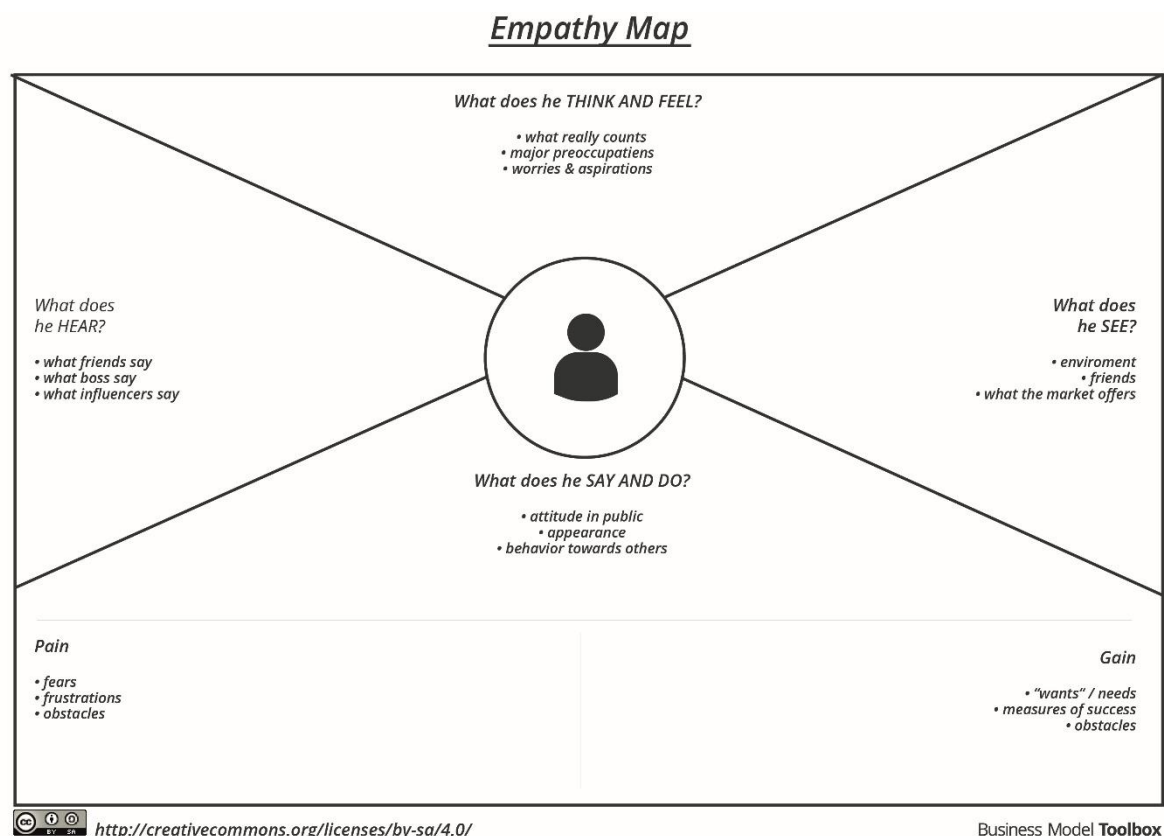 Empathy Map
What does he THINK AND FEEL?
• what really counts
• major preoccupatiens
• worries & aspirations
What does
he HEAR?
• what friends say
• what boss say
• what influencers say
What does
he SEE?
• enviroment
• friends
• what the market offers
What does he SAY AND DO?
• attitude in public
• appearance
• behavior towards others
Pain
• fears
• frustrations
• obstacles
Gain
• "wants" / needs
• measures of success
• obstacles
cc BY SA
http://creativecommons.org/licenses/by-sa/4.0/
Business Model Toolbox